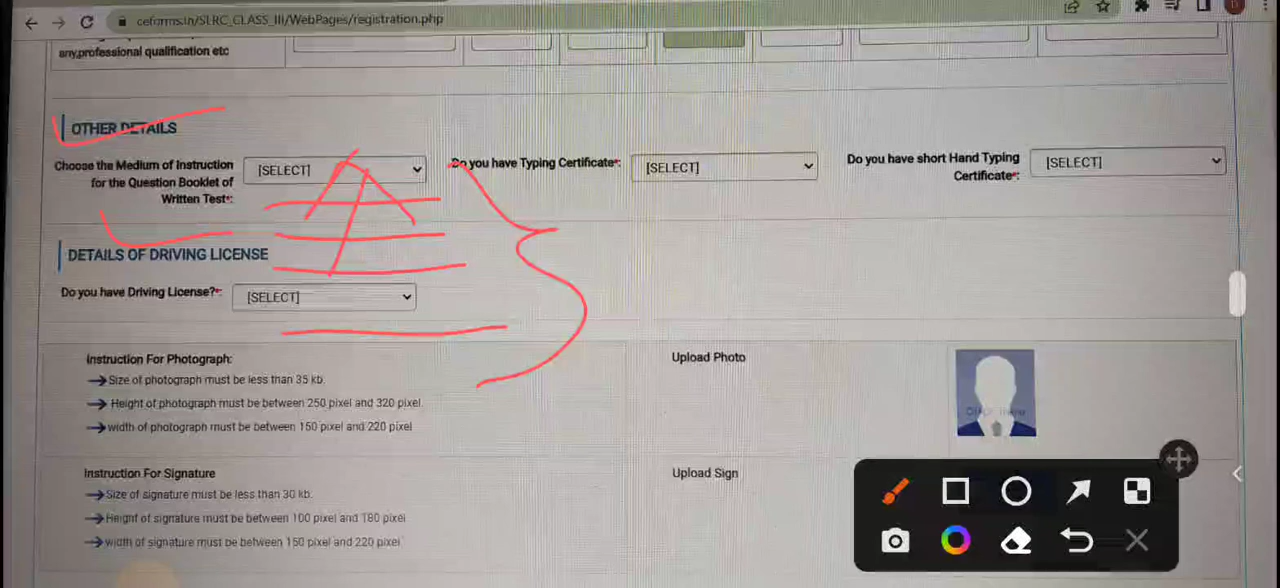 ceforms.in/SLRC_CLASS_III/WebPages/registration.php
any,professional qualification etc
OTHER DETAILS
Choose the Medium of Instruction for the Question Booklet of Written Test*:
[SELECT]
Do you have Typing Certificate*:
[SELECT]
Do you have short Hand Typing Certificate*:
[SELECT]
DETAILS OF DRIVING LICENSE
Do you have Driving License?*:
[SELECT]
Instruction For Photograph:
Size of photograph must be less than 35 kb.
Height of photograph must be between 250 pixel and 320 pixel.
width of photograph must be between 150 pixel and 220 pixel
Upload Photo
Instruction For Signature
Size of signature must be less than 30 kb.
Height of signature must be between 100 pixel and 180 pixel
width of signature must be between 150 pixel and 220 pixel
Upload Sign